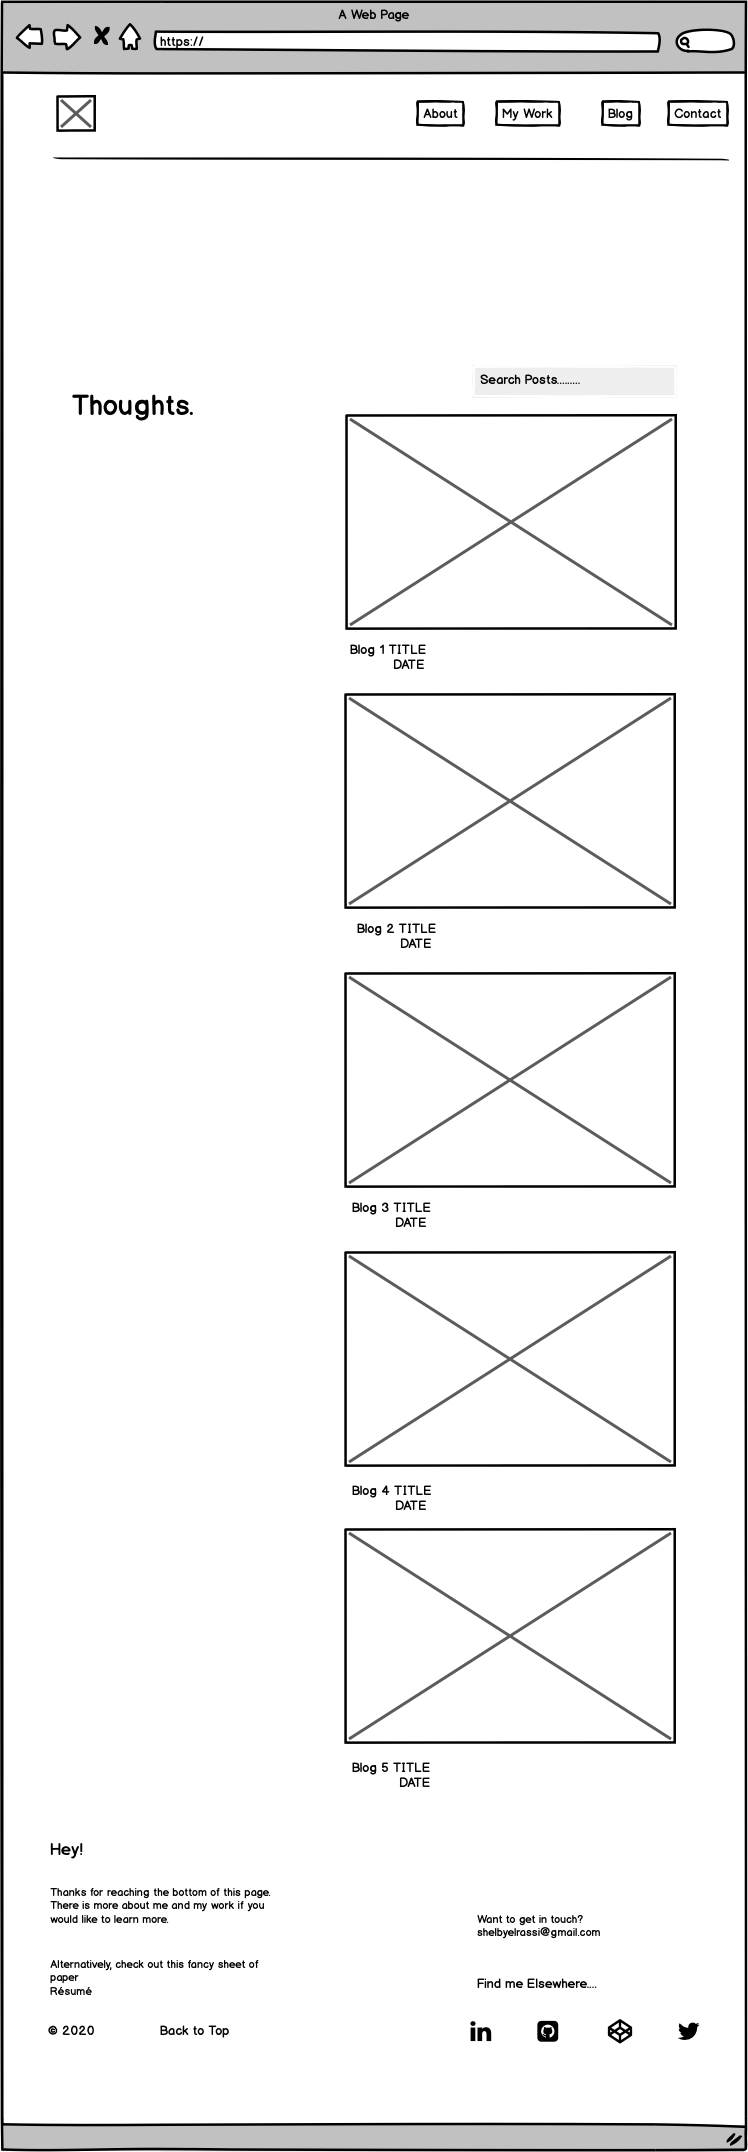 A Web Page
https://
About
My Work
Blog
Contact
Search Posts.........
Thoughts.
Blog 1 TITLE
DATE
Blog 2 TITLE
DATE
Blog 3 TITLE
DATE
Blog 4 TITLE
DATE
Blog 5 TITLE
DATE
Hey!
Thanks for reaching the bottom of this page.
There is more about me and my work if you
would like to learn more.
Want to get in touch?
shelbyelrassi@gmail.com
Alternatively, check out this fancy sheet of
paper
Résumé
Find me Elsewhere....
© 2020
Back to Top
in